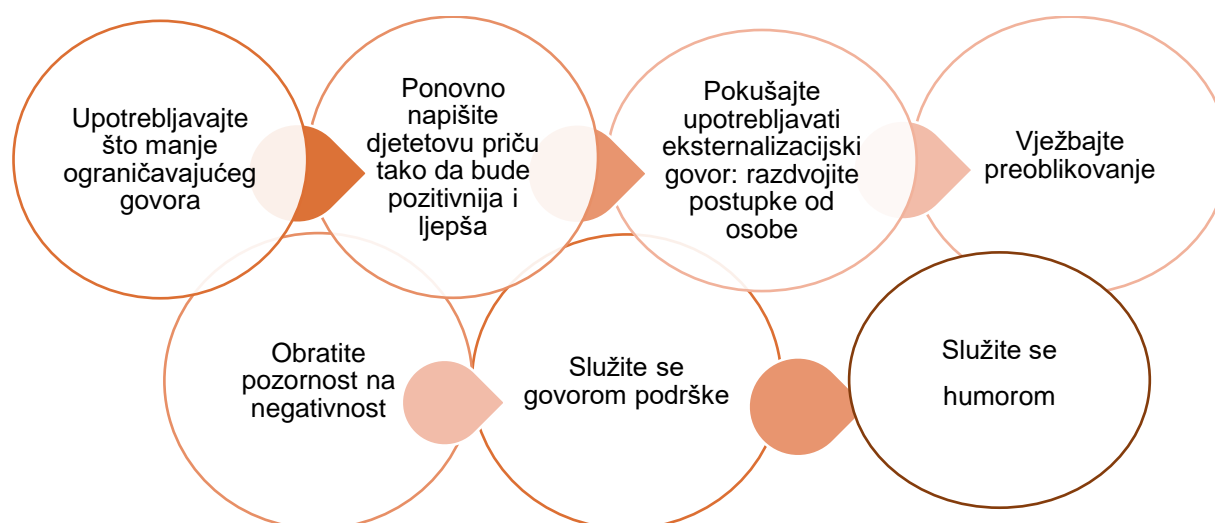 Upotrebljavajte
što manje
ograničavajućeg
govora
Ponovno
napišite
djetetovu priču
tako da bude
pozitivnija i
ljepša
Pokušajte
upotrebljavati
eksternalizacijski
govor: razdvojite
postupke od
osobe
Vježbajte
preoblikovanje
Obratite
pozornost na
negativnost
Služite se
govorom podrške
Služite se
humorom